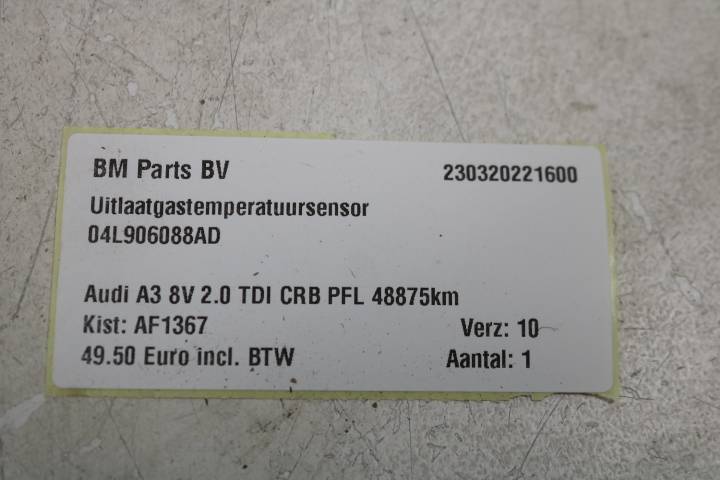 BM Parts BV 230320221600
Uitlaatgastemperatuursensor
04L906088AD
Audi A3 8V 2.0 TDI CRB PFL 48875km
Kist: AF1367 Verz: 10
49.50 Euro incl. BTW Aantal: 1